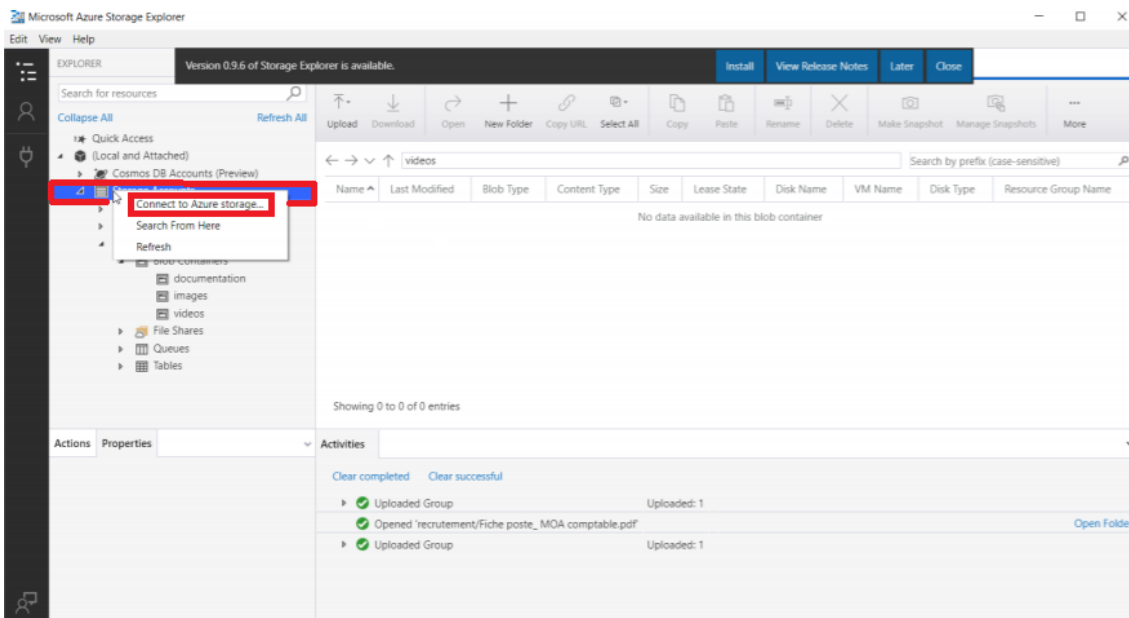 Microsoft Azure Storage Explorer
Edit View Help
EXPLORER
Version 0.9.6 of Storage Explorer is available.
Install View Release Notes Later Close
Search for resources
Collapse All Refresh All
Upload Download Open New Folder Copy URL Select All Copy Paste Rename Delete Make Snapshot Manage Snapshots More
Quick Access
(Local and Attached)
Cosmos DB Accounts (Preview)
Storage Accounts
Connect to Azure storage...
Search From Here
Refresh
Blob Containers
documentation
images
videos
File Shares
Queues
Tables
videos
Search by prefix (case-sensitive)
Name Last Modified Blob Type Content Type Size Lease State Disk Name VM Name Disk Type Resource Group Name
No data available in this blob container
Showing 0 to 0 of 0 entries
Actions Properties
Activities
Clear completed Clear successful
Uploaded Group Uploaded: 1
Opened 'recrutement/Fiche poste_ MOA comptable.pdf' Open Folde
Uploaded Group Uploaded: 1